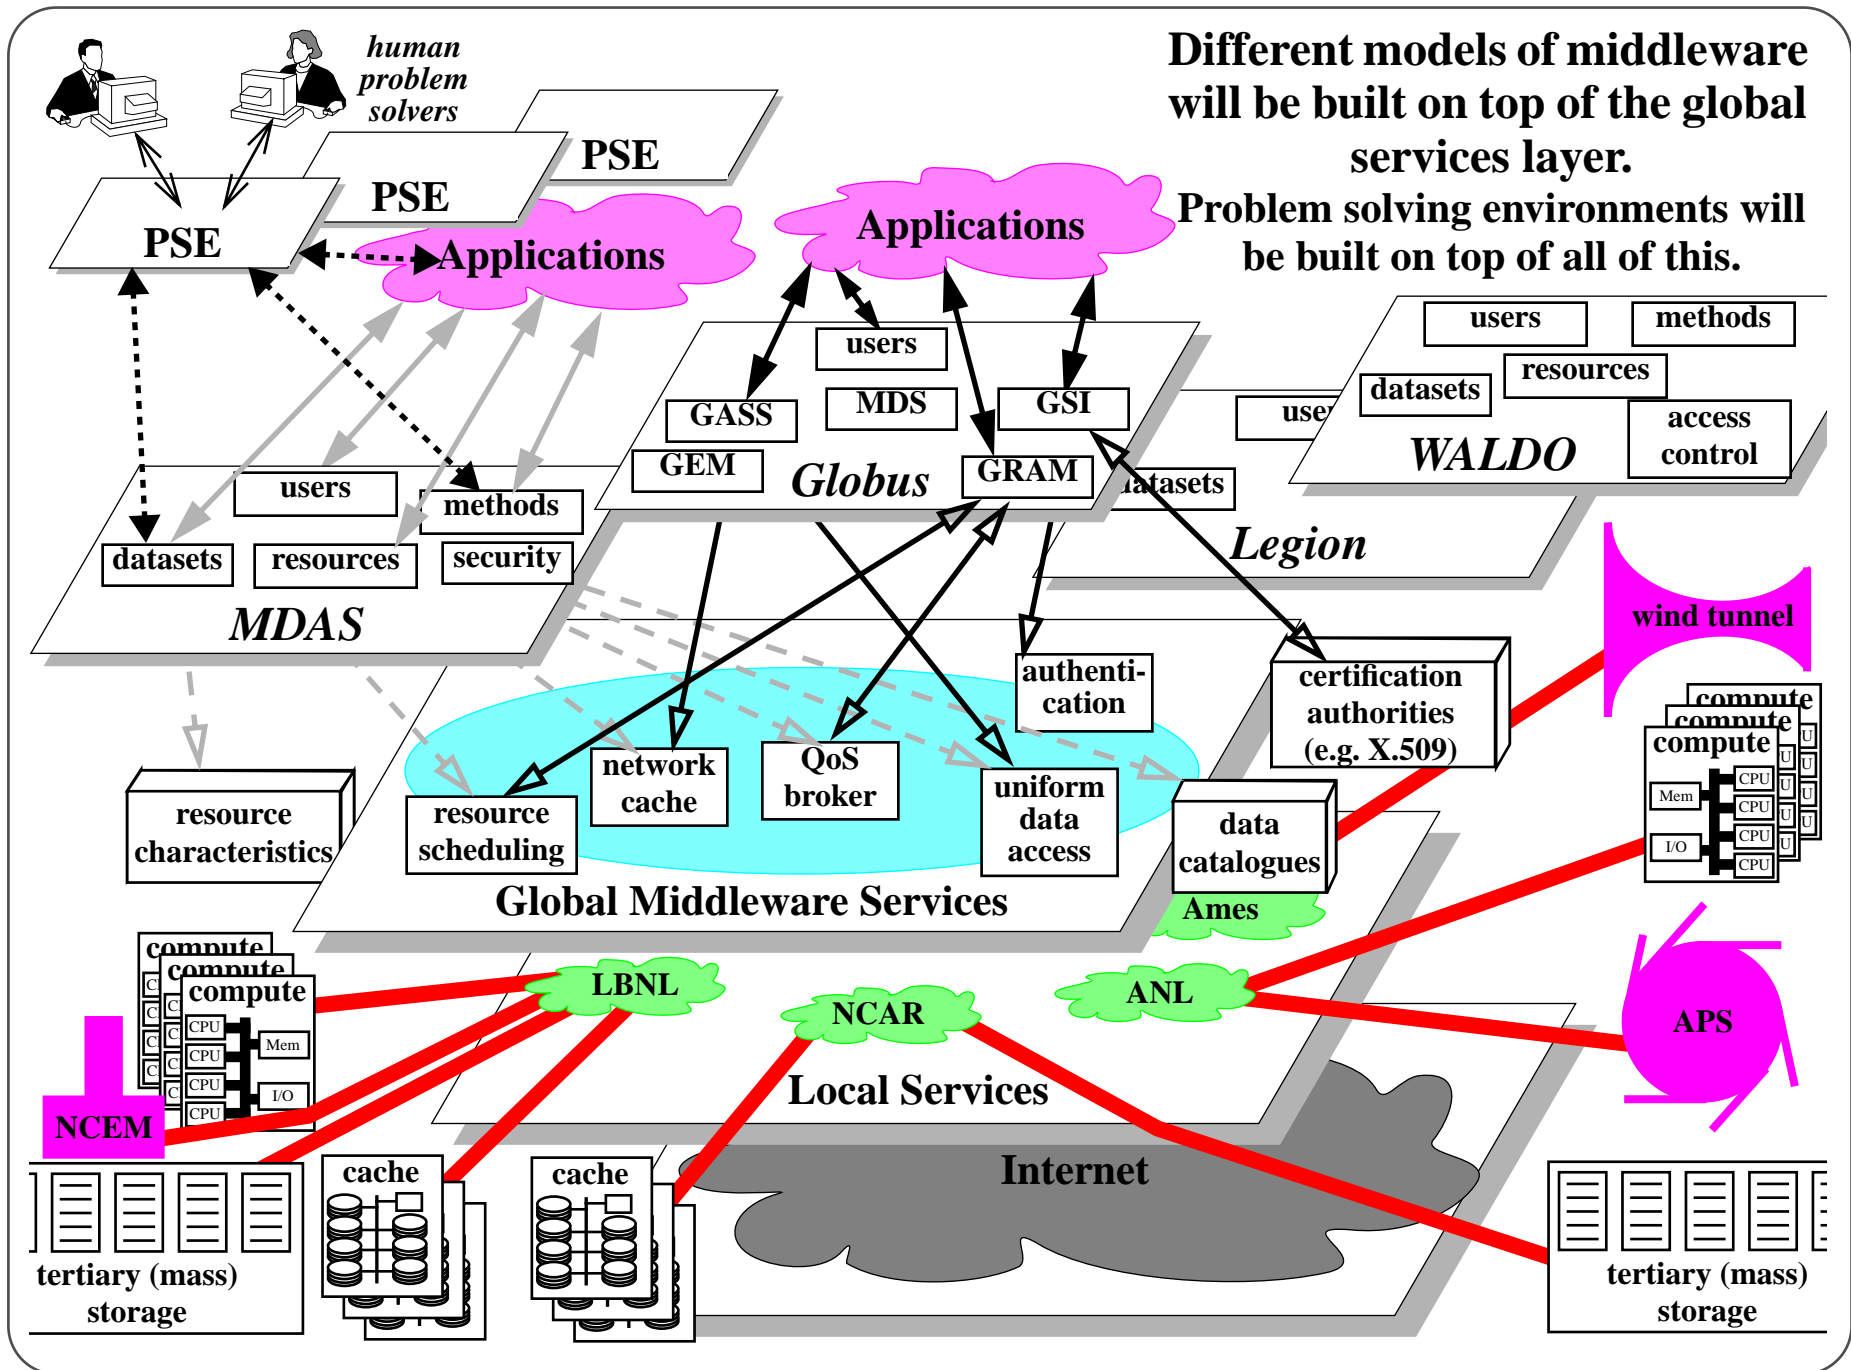 human
problem
solvers
Different models of middleware
will be built on top of the global
services layer.
Problem solving environments will
be built on top of all of this.
PSE
PSE
PSE
Applications
Applications
users
methods
resources
datasets
access
control
WALDO
users
MDS
GSI
GASS
GEM
GRAM
Globus
datasets
Legion
users
methods
datasets
resources
security
MDAS
wind tunnel
authenti-
cation
certification
authorities
(e.g. X.509)
network
cache
QoS
broker
uniform
data
access
resource
scheduling
data
catalogues
resource
characteristics
Global Middleware Services
compute
compute
compute
CPU
CPU
CPU
CPU
Mem
I/O
Ames
LBNL
NCAR
ANL
APS
compute
compute
compute
CPU
CPU
CPU
CPU
Mem
I/O
NCEM
Local Services
Internet
cache
cache
tertiary (mass)
storage
tertiary (mass)
storage